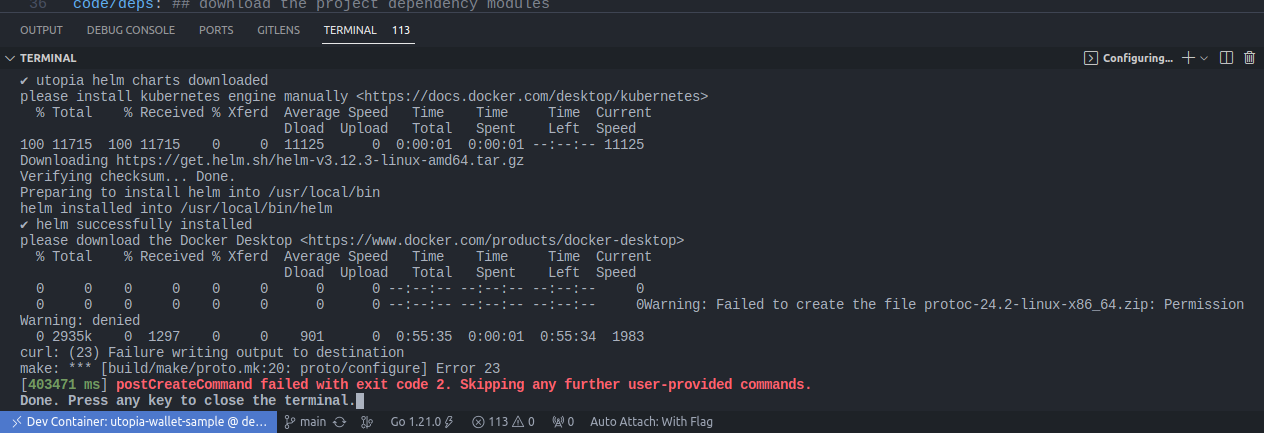 36 code/deps: ## download the project dependency modules
OUTPUT DEBUG CONSOLE PORTS GITLENS TERMINAL 113
TERMINAL Configuring...
✔ utopia helm charts downloaded
please install kubernetes engine manually <https://docs.docker.com/desktop/kubernetes>
% Total % Received % Xferd Average Speed Time Time Time Current
Dload Upload Total Spent Left Speed
100 11715 100 11715 0 0 11125 0 0:00:01 0:00:01 --:--:-- 11125
Downloading https://get.helm.sh/helm-v3.12.3-linux-amd64.tar.gz
Verifying checksum... Done.
Preparing to install helm into /usr/local/bin
helm installed into /usr/local/bin/helm
✔ helm successfully installed
please download the Docker Desktop <https://www.docker.com/products/docker-desktop>
% Total % Received % Xferd Average Speed Time Time Time Current
Dload Upload Total Spent Left Speed
0 0 0 0 0 0 0 0 --:--:-- --:--:-- --:--:-- 0
0 0 0 0 0 0 0 0 --:--:-- --:--:-- --:--:-- 0Warning: Failed to create the file protoc-24.2-linux-x86_64.zip: Permission
Warning: denied
0 2935k 0 1297 0 0 901 0 0:55:35 0:00:01 0:55:34 1983
curl: (23) Failure writing output to destination
make: *** [build/make/proto.mk:20: proto/configure] Error 23
[403471 ms] postCreateCommand failed with exit code 2. Skipping any further user-provided commands.
Done. Press any key to close the terminal.
Dev Container: utopia-wallet-sample @ de... main Go 1.21.0 113 0 0 Auto Attach: With Flag